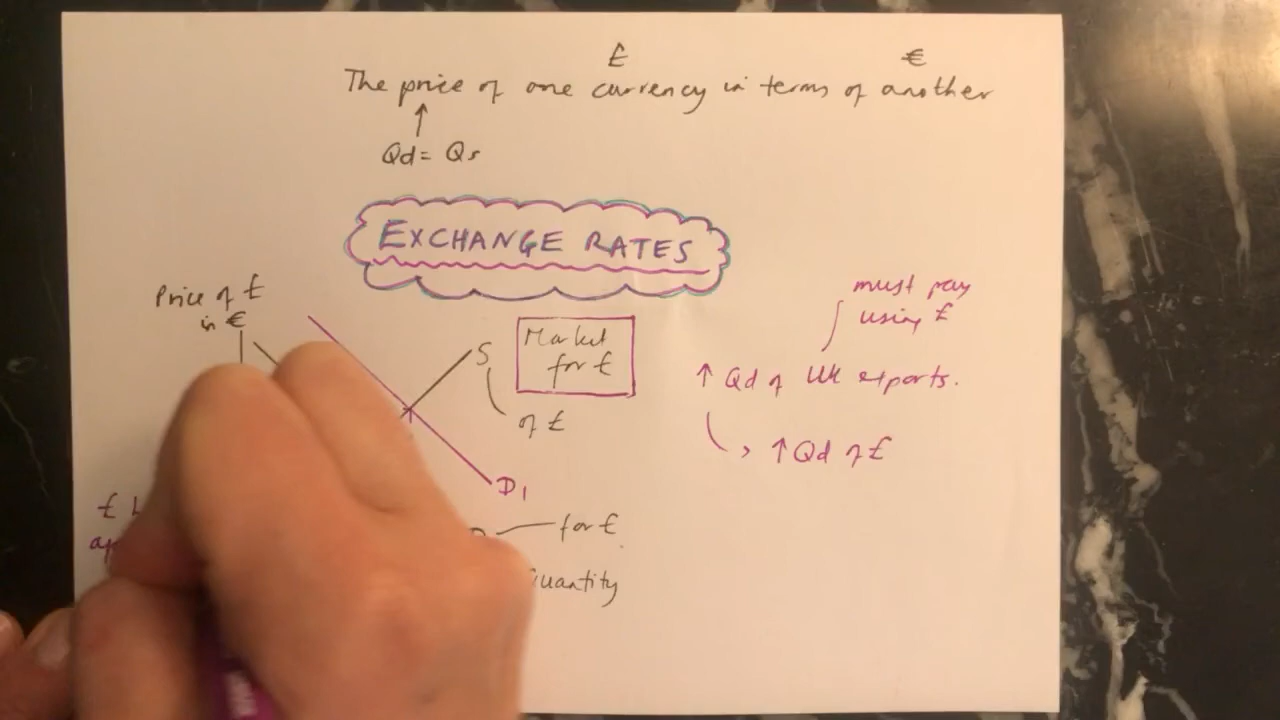 £ €
The price of one currency in terms of another
↑
Qd = Qs
EXCHANGE RATES
Price of £
in €
S
of £
Market
for £
D1
for £
Quantity
£
must pay
using £
↑ Qd of UK exports.
↑ Qd of £